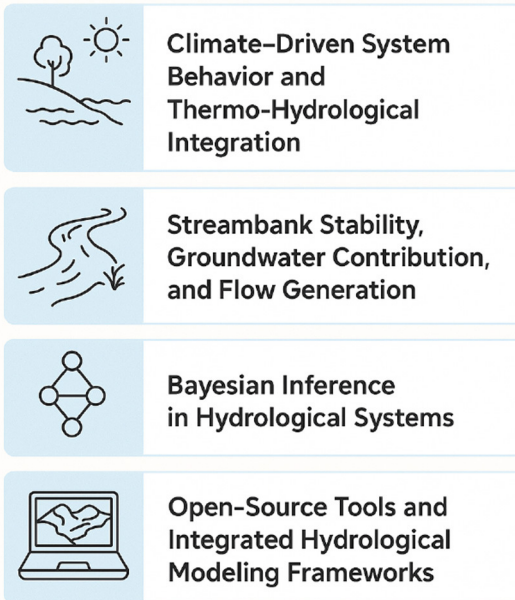 Climate–Driven System
Behavior and
Thermo-Hydrological
Integration
Streambank Stability,
Groundwater Contribution,
and Flow Generation
Bayesian Inference
in Hydrological Systems
Open-Source Tools and
Integrated Hydrological
Modeling Frameworks